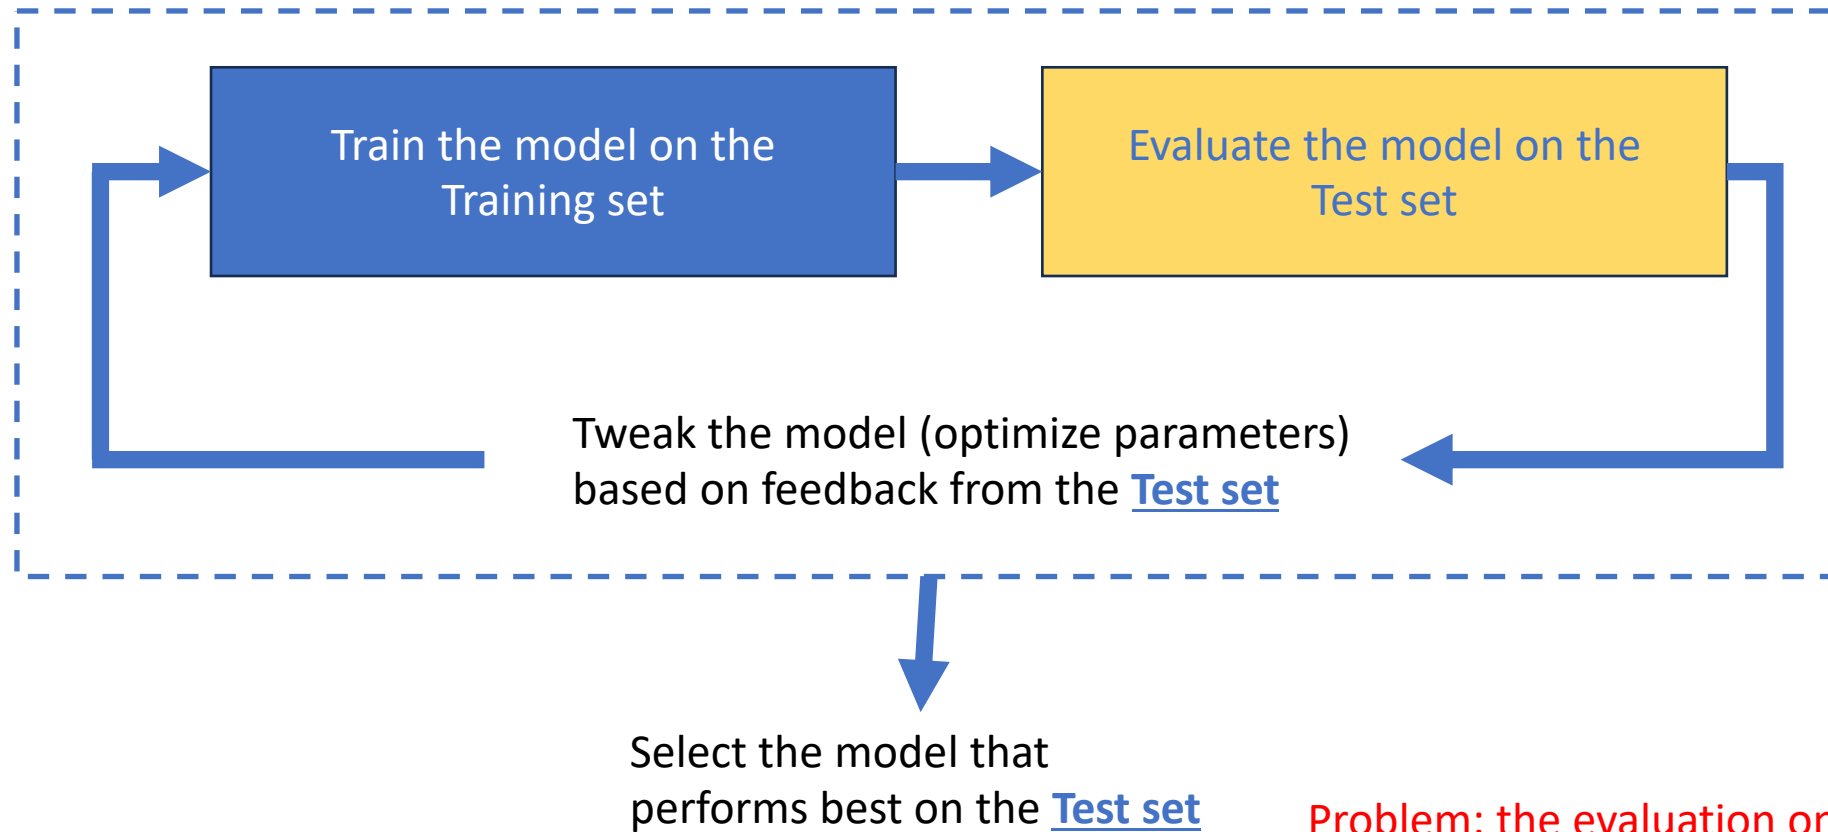 Train the model on the
Training set
Evaluate the model on the
Test set
Tweak the model (optimize parameters)
based on feedback from the Test set
Select the model that
performs best on the Test set
Problem: the evaluation on